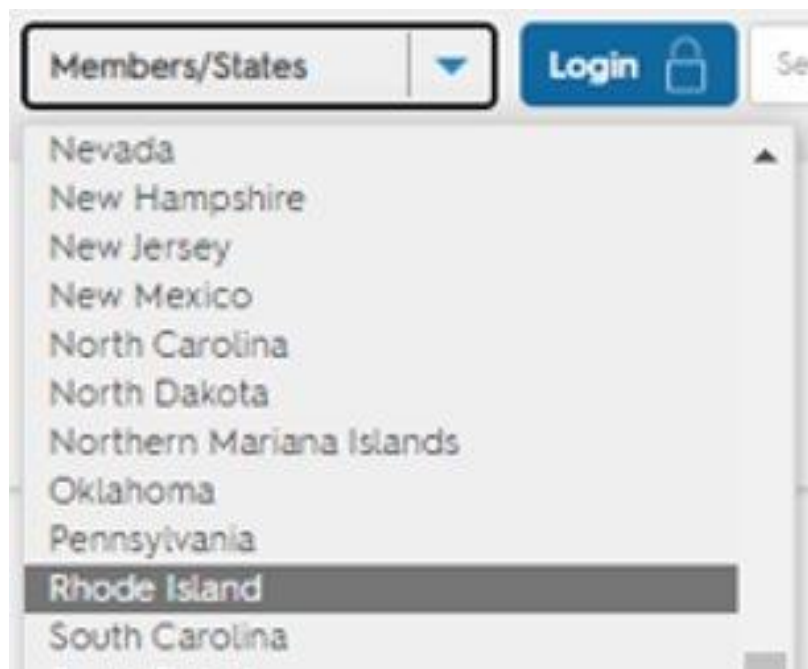 Members/States
Login
Se
Nevada
New Hampshire
New Jersey
New Mexico
North Carolina
North Dakota
Northern Mariana Islands
Oklahoma
Pennsylvania
Rhode Island
South Carolina